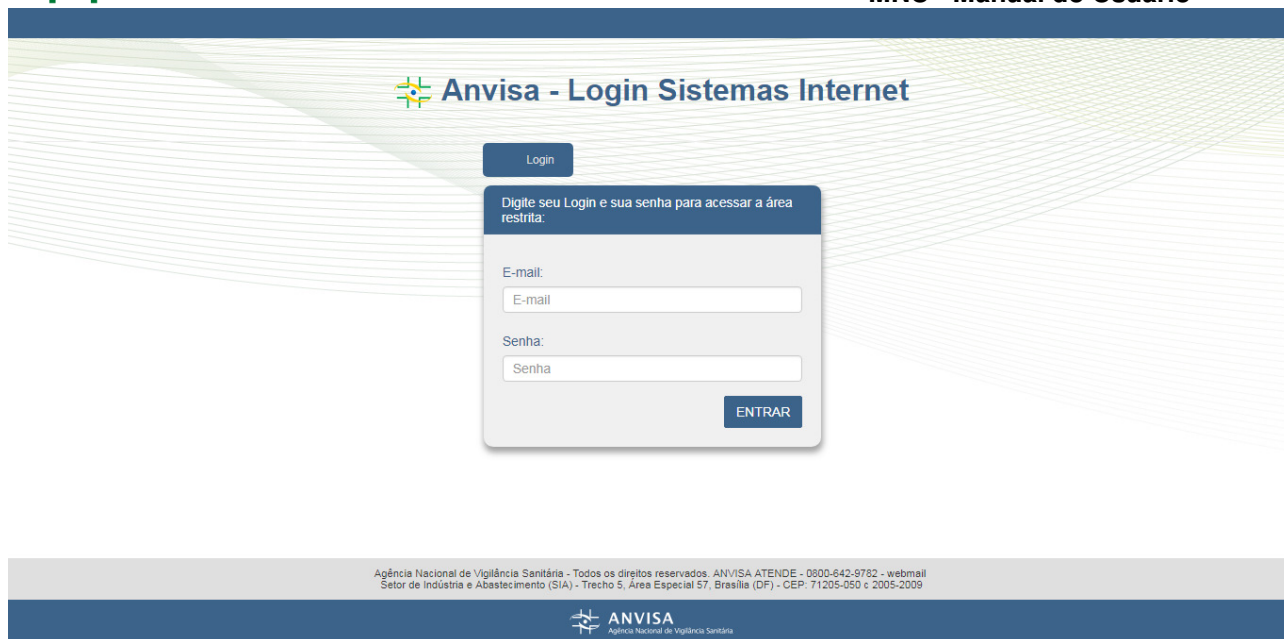 Anvisa - Login Sistemas Internet
Login
Digite seu Login e sua senha para acessar a área
restrita:
E-mail:
E-mail
Senha:
Senha
ENTRAR
Agência Nacional de Vigilância Sanitária - Todos os direitos reservados. ANVISA ATENDE - 0800-642-9782 - webmail
Setor de Indústria e Abastecimento (SIA) - Trecho 5, Área Especial 57, Brasília (DF) - CEP: 71205-050 c 2005-2009
ANVISA
Agência Nacional de Vigilância Sanitária